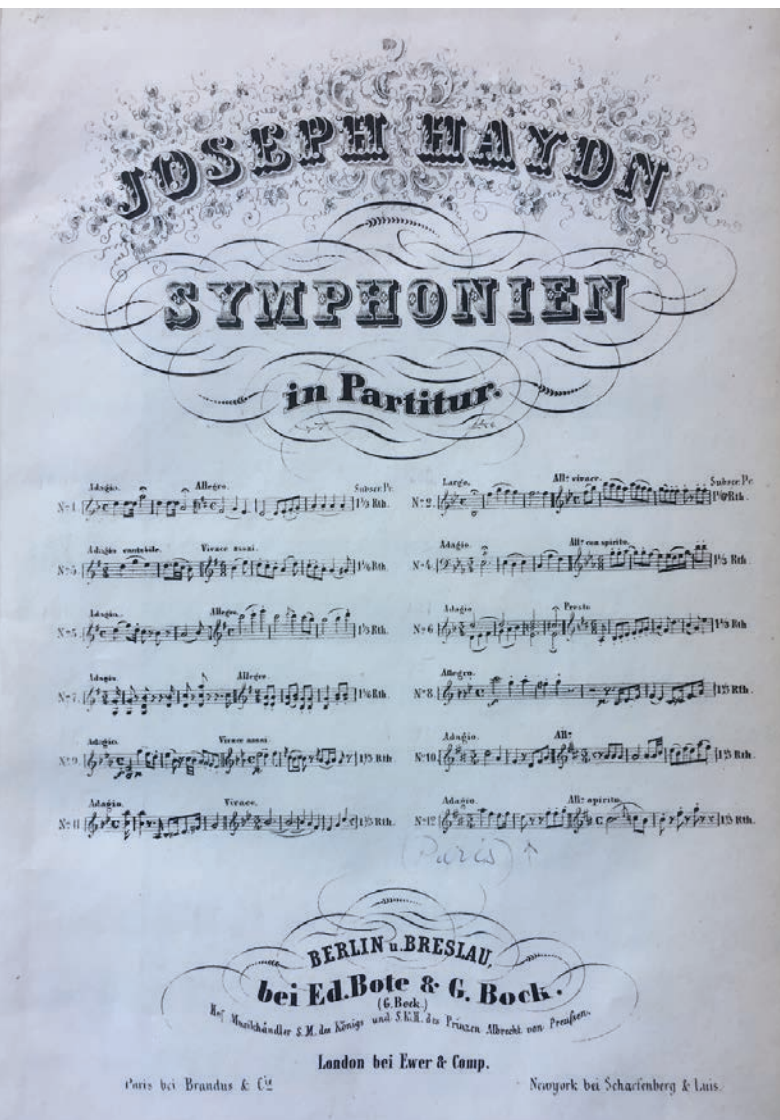 JOSEPH HAYDN
SYMPHONIEN
in Partitur.
Adagio. Allegro. Subscr. Pr.
No 1. 1⅓ Rth.
Largo. Allo vivace. Subscr. Pr.
No 2. Rth.
Adagio cantabile. Vivace assai.
No 3. 1⅙ Rth.
Adagio. Allo con spirito.
No 4. 1⅓ Rth.
Adagio. Allegro.
No 5. 1⅓ Rth.
Adagio Presto
No 6 1⅓ Rth
Adagio. Allegro.
No 7. 1⅙ Rth.
Allegro.
No 8. Rth.
Adagio. Vivace assai.
No 9. 1⅓ Rth
Adagio. Allo
No 10. Rth.
Adagio. Vivace.
No 11 1⅓ Rth.
Adagio. Allo spirito.
No 12 1⅓ Rth.
(Paris) ↑
BERLIN u. BRESLAU,
bei Ed. Bote & G. Bock.
(G. Bock.)
Hof Musikhändler S. M. des Königs und S. K. H. des Prinzen Albrecht von Preußen.
London bei Ewer & Comp.
Paris bei Brandus & Cie
Newyork bei Scharfenberg & Luis.